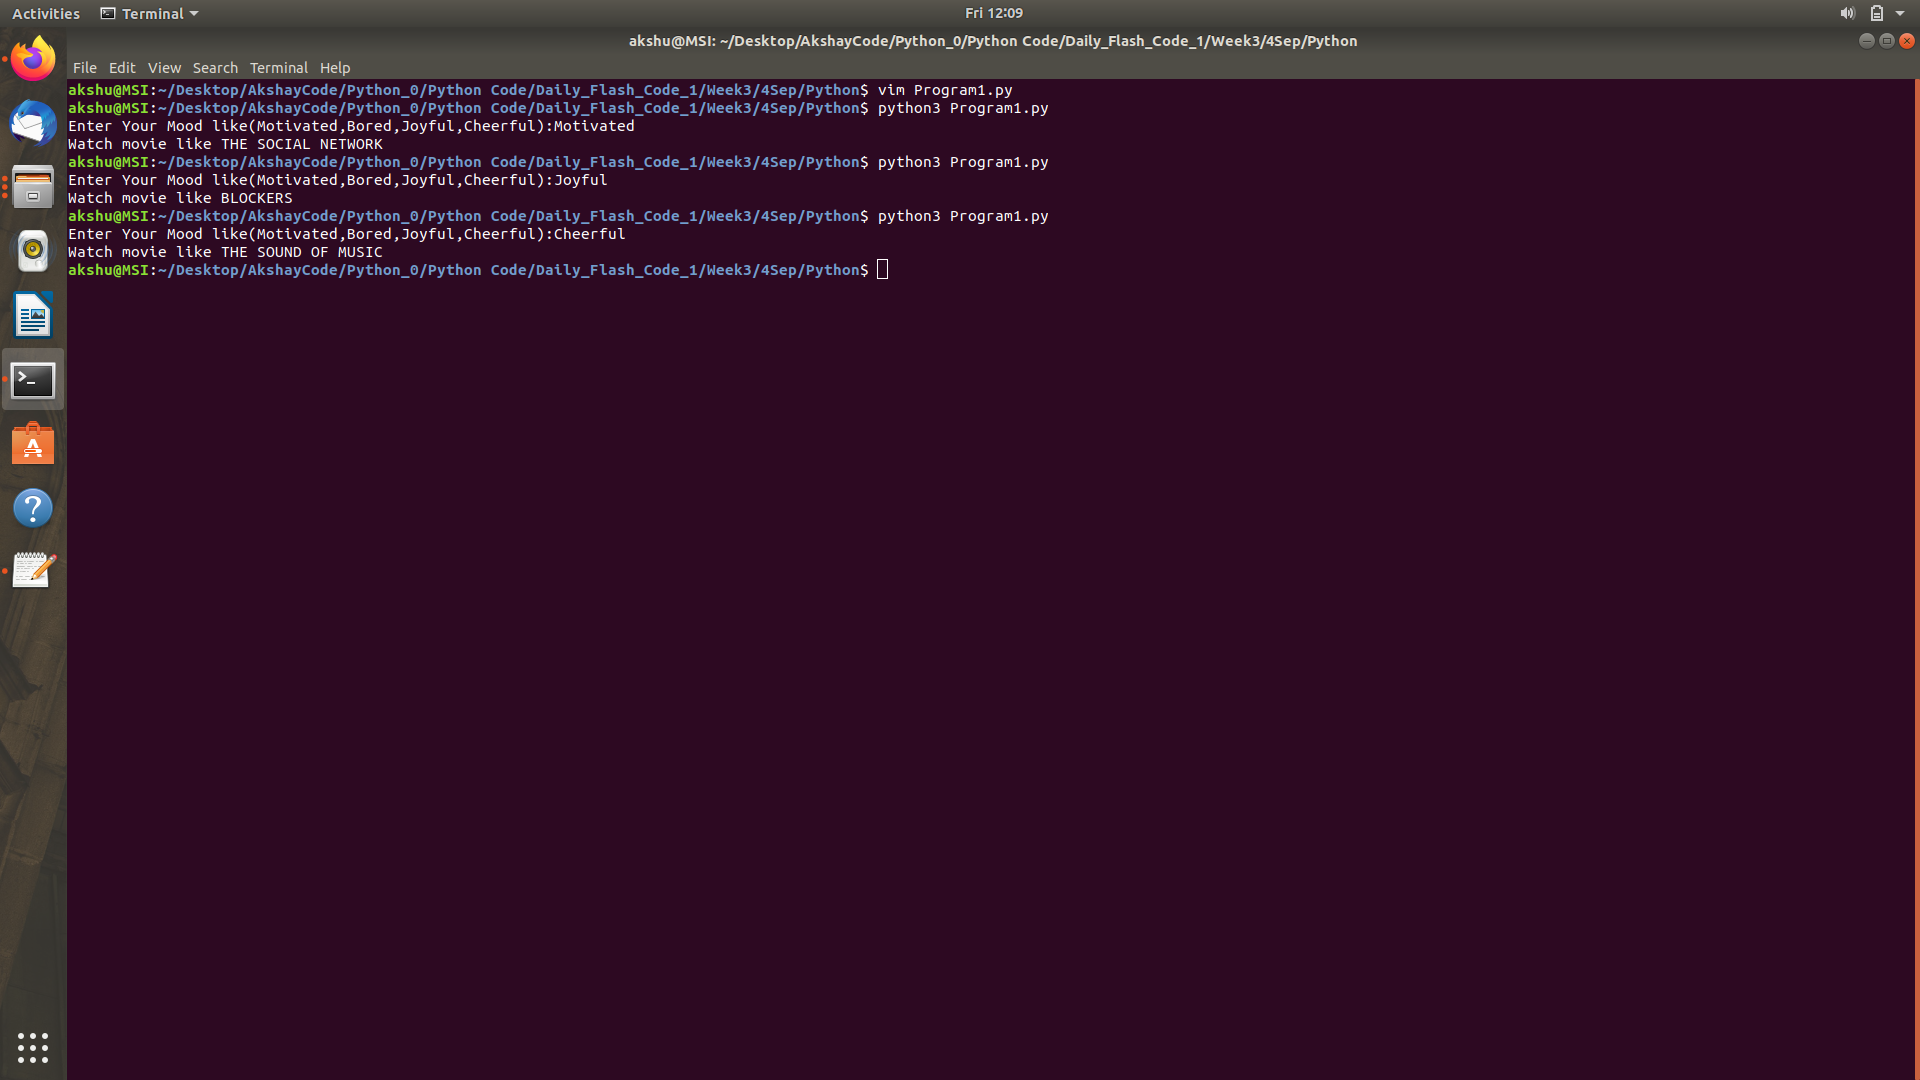 Activities Terminal Fri 12:09
akshu@MSI: ~/Desktop/AkshayCode/Python_0/Python Code/Daily_Flash_Code_1/Week3/4Sep/Python
File Edit View Search Terminal Help
akshu@MSI:~/Desktop/AkshayCode/Python_0/Python Code/Daily_Flash_Code_1/Week3/4Sep/Python$ vim Program1.py
akshu@MSI:~/Desktop/AkshayCode/Python_0/Python Code/Daily_Flash_Code_1/Week3/4Sep/Python$ python3 Program1.py
Enter Your Mood like(Motivated,Bored,Joyful,Cheerful):Motivated
Watch movie like THE SOCIAL NETWORK
akshu@MSI:~/Desktop/AkshayCode/Python_0/Python Code/Daily_Flash_Code_1/Week3/4Sep/Python$ python3 Program1.py
Enter Your Mood like(Motivated,Bored,Joyful,Cheerful):Joyful
Watch movie like BLOCKERS
akshu@MSI:~/Desktop/AkshayCode/Python_0/Python Code/Daily_Flash_Code_1/Week3/4Sep/Python$ python3 Program1.py
Enter Your Mood like(Motivated,Bored,Joyful,Cheerful):Cheerful
Watch movie like THE SOUND OF MUSIC
akshu@MSI:~/Desktop/AkshayCode/Python_0/Python Code/Daily_Flash_Code_1/Week3/4Sep/Python$